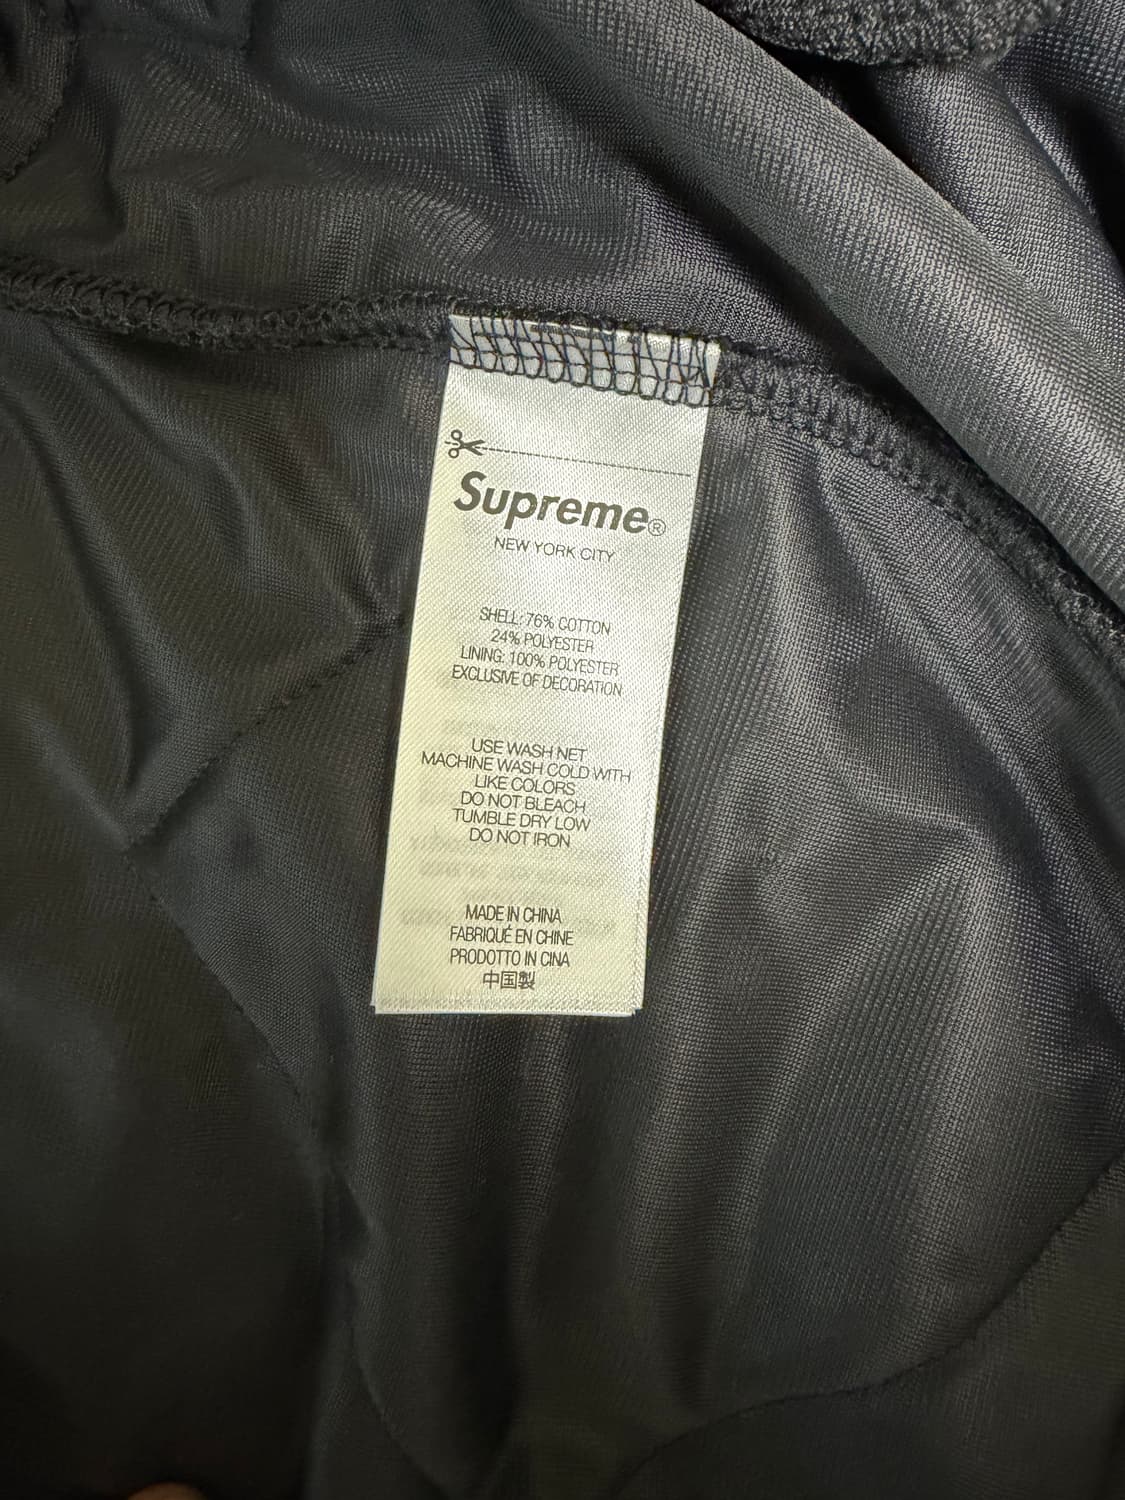 Supreme®
NEW YORK CITY
SHELL: 76% COTTON
24% POLYESTER
LINING: 100% POLYESTER
EXCLUSIVE OF DECORATION
USE WASH NET
MACHINE WASH COLD WITH
LIKE COLORS
DO NOT BLEACH
TUMBLE DRY LOW
DO NOT IRON
MADE IN CHINA
FABRIQUÉ EN CHINE
PRODOTTO IN CINA
中国製